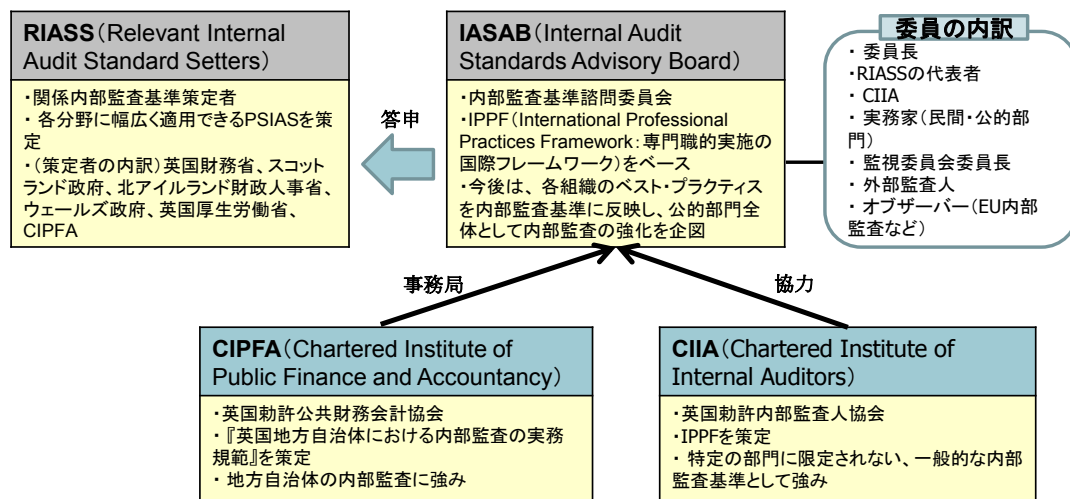 RIASS（Relevant Internal
Audit Standard Setters）
・関係内部監査基準策定者
・ 各分野に幅広く適用できるPSIASを策
定
・（策定者の内訳）英国財務省、スコット
ランド政府、北アイルランド財政人事省、
ウェールズ政府、英国厚生労働省、
CIPFA
答申
IASAB（Internal Audit
Standards Advisory Board）
・内部監査基準諮問委員会
・IPPF（International Professional
Practices Framework：専門職的実施の
国際フレームワーク）をベース
・今後は、各組織のベスト・プラクティス
を内部監査基準に反映し、公的部門全
体として内部監査の強化を企図
委員の内訳
・ 委員長
・RIASSの代表者
・ CIIA
・ 実務家（民間・公的部
門）
・ 監視委員会委員長
・ 外部監査人
・ オブザーバー（EU内部
監査など）
事務局
協力
CIPFA（Chartered Institute of
Public Finance and Accountancy）
・英国勅許公共財務会計協会
・ 『英国地方自治体における内部監査の実務
規範』を策定
・ 地方自治体の内部監査に強み
CIIA（Chartered Institute of
Internal Auditors）
・英国勅許内部監査人協会
・IPPFを策定
・ 特定の部門に限定されない、一般的な内部
監査基準として強み